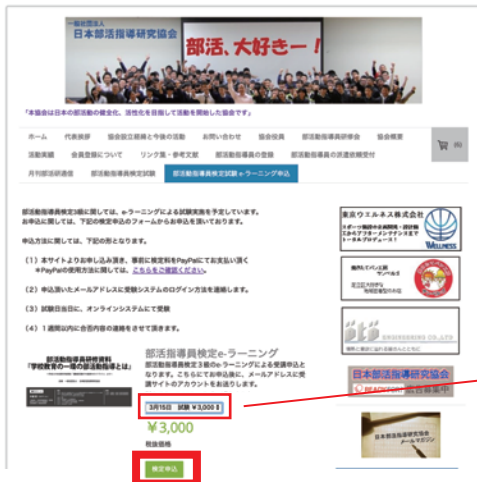 一般社団法人
日本部活指導研究協会
部活、大好きー！
「本協会は日本の部活動の健全化、活性化を目指して活動を開始した協会です」
ホーム 代表挨拶 協会設立経緯と今後の活動 お問い合わせ 協会役員 部活動指導員研修会 協会概要
活動実績 会員登録について リンク集・参考文献 部活動指導員の登録 部活動指導員の派遣依頼受付
月刊部活研通信 部活動指導員検定試験 部活動指導員検定試験 e-ラーニング申込
部活動指導員検定3級に関しては、e-ラーニングによる試験実施を予定しています。
お申込に関しては、下記の検定申込のフォームからお申込を頂いております。
申込方法に関しては、下記の形となります。
（1）本サイトよりお申し込み頂き、事前に検定料をPayPalにてお支払い頂く
＊PayPalの使用方法に関しては、こちらをご確認ください。
（2）申込頂いたメールアドレスに受験システムのログイン方法を連絡します。
（3）試験日当日に、オンラインシステムにて受験
（4）1週間以内に合否内容の連絡をさせて頂きます。
部活動指導員研修資料
「学校教育の一環の部活動指導とは」
部活指導員検定e-ラーニング
部活動指導員検定3級のe-ラーニングによる受講申込と
なります。こちらにてお申込後に、メールアドレスに受
講サイトのアカウントをお送りします。
3月15日 試験 ¥3,000
¥3,000
税抜価格
検定申込
東京ウエルネス株式会社
WELLNESS
ENGINEERING CO.,LTD
日本部活指導研究協会
広告募集中
日本部活指導研究協会
メールマガジン